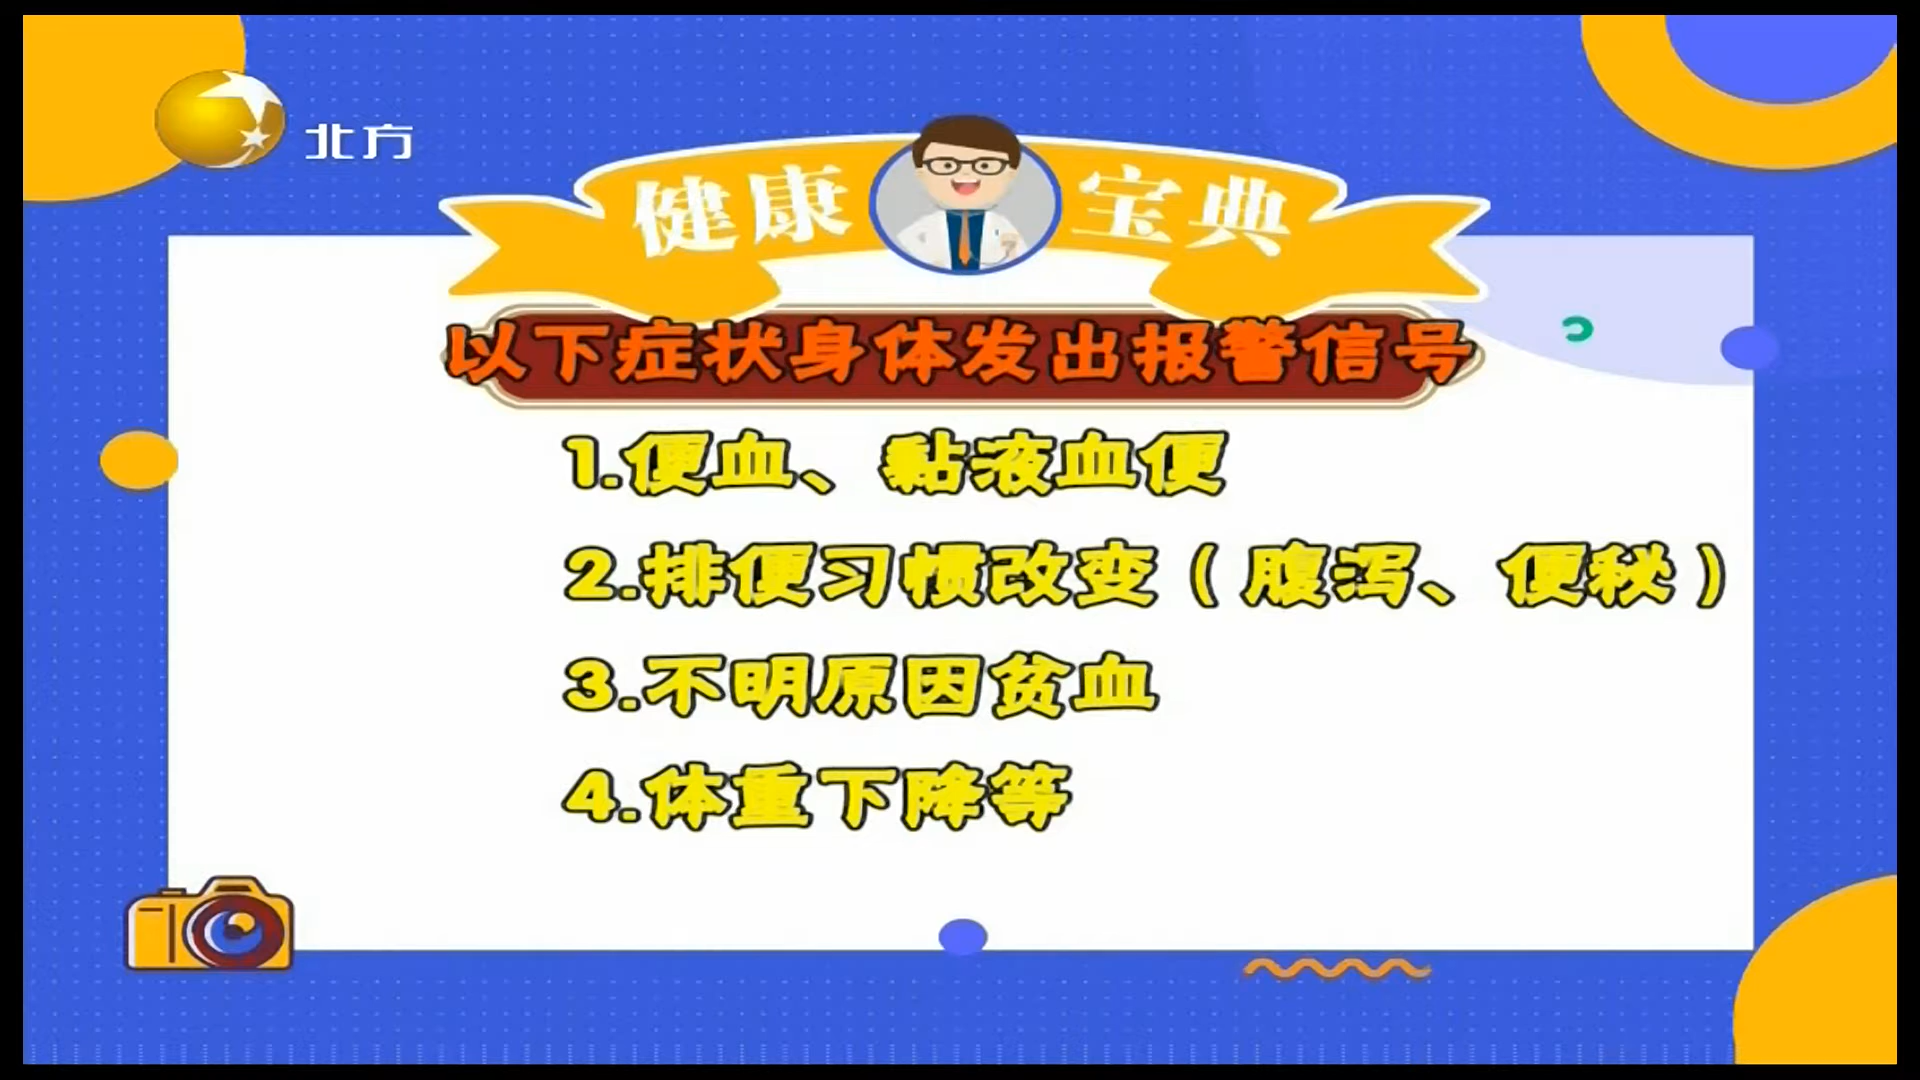 北方
健康宝典
以下症状身体发出报警信号
1.便血、黏液血便
2.排便习惯改变（腹泻、便秘）
3.不明原因贫血
4.体重下降等